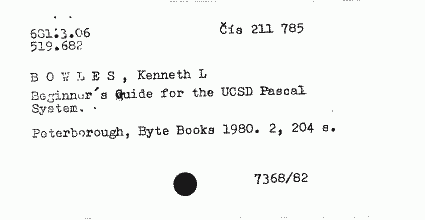 681:3.06 Čís 211 785
519.682
B O W L E S , Kenneth L
Beginner's Guide for the UCSD Pascal
System.
Peterborough, Byte Books 1980. 2, 204 s.
7368/82